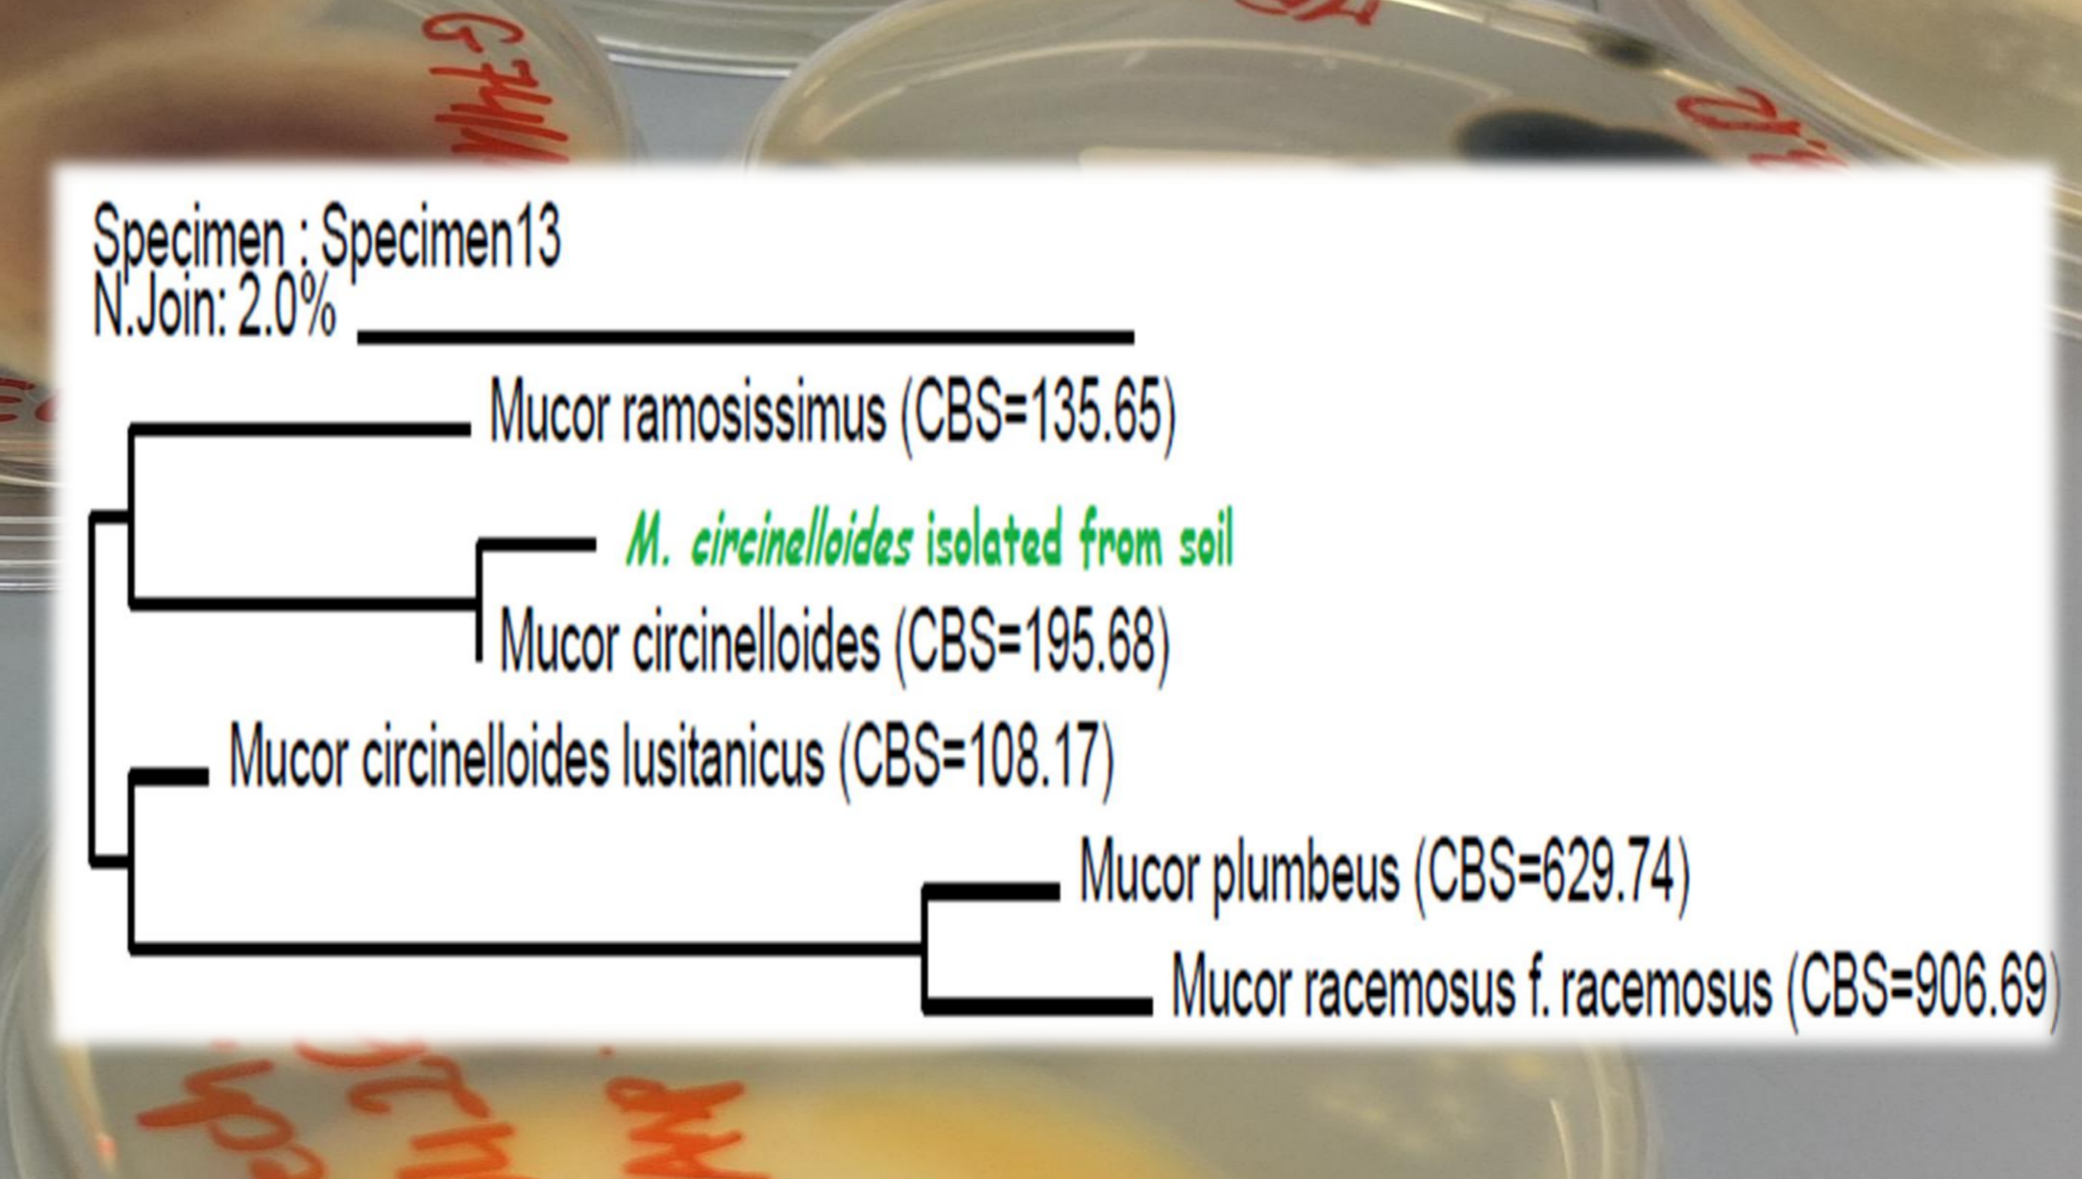 Specimen : Specimen13
N.Join: 2.0%
Mucor ramosissimus (CBS=135.65)
M. circinelloides isolated from soil
Mucor circinelloides (CBS=195.68)
Mucor circinelloides lusitanicus (CBS=108.17)
Mucor plumbeus (CBS=629.74)
Mucor racemosus f. racemosus (CBS=906.69)